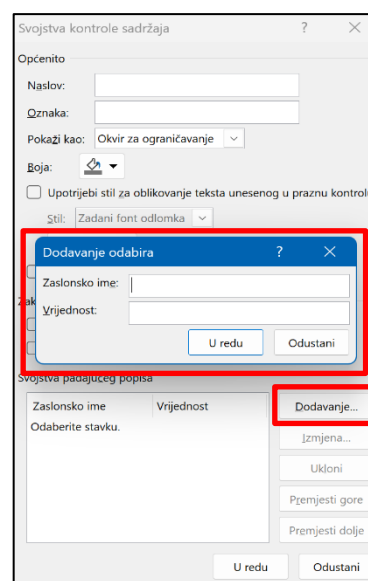 Svojstva kontrole sadržaja ? ×
Općenito
Naslov:
Oznaka:
Pokaži kao: Okvir za ograničavanje
Boja:
Upotrijebi stil za oblikovanje teksta unesenog u praznu kontrolu
Stil: Zadani font odlomka
Dodavanje odabira ? ×
Zaslonsko ime:
Vrijednost:
U redu Odustani
Svojstva padajućeg popisa
Zaslonsko ime Vrijednost
Odaberite stavku.
Dodavanje...
Izmjena...
Ukloni
Premjesti gore
Premjesti dolje
U redu Odustani